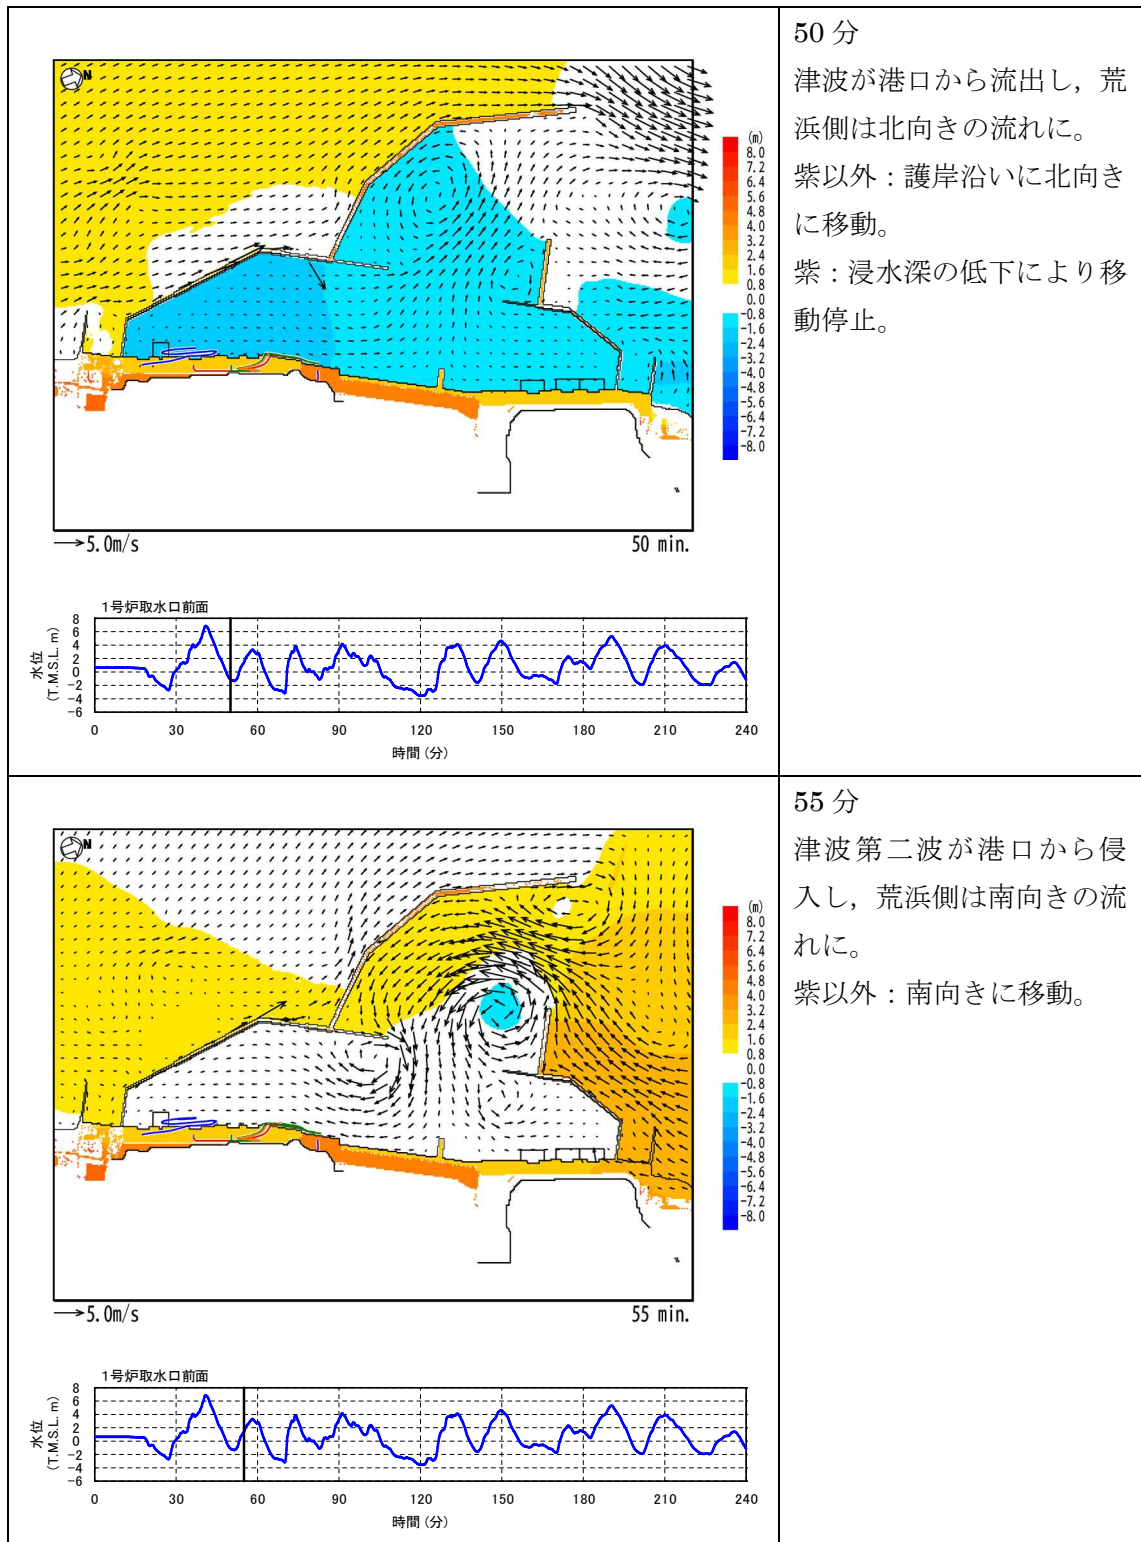 50 分
津波が港口から流出し，荒
浜側は北向きの流れに。
紫以外：護岸沿いに北向き
に移動。
紫：浸水深の低下により移
動停止。
N
(m)
8.0
7.2
6.4
5.6
4.8
4.0
3.2
2.4
1.6
0.8
0.0
-0.8
-1.6
-2.4
-3.2
-4.0
-4.8
-5.6
-6.4
-7.2
-8.0
5.0m/s
50 min.
1号炉取水口前面
水位
(T.M.S.L. m)
8
6
4
2
0
-2
-4
-6
0 30 60 90 120 150 180 210 240
時間(分)
55 分
津波第二波が港口から侵
入し，荒浜側は南向きの流
れに。
紫以外：南向きに移動。
N
(m)
8.0
7.2
6.4
5.6
4.8
4.0
3.2
2.4
1.6
0.8
0.0
-0.8
-1.6
-2.4
-3.2
-4.0
-4.8
-5.6
-6.4
-7.2
-8.0
5.0m/s
55 min.
1号炉取水口前面
水位
(T.M.S.L. m)
8
6
4
2
0
-2
-4
-6
0 30 60 90 120 150 180 210 240
時間(分)